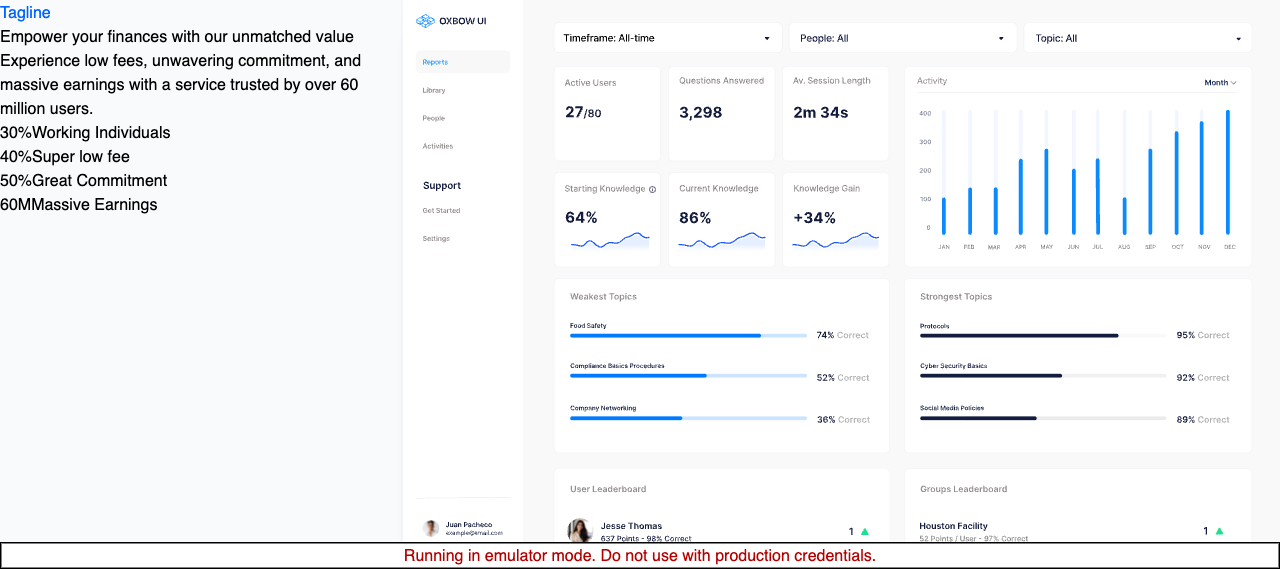 Tagline
Empower your finances with our unmatched value
Experience low fees, unwavering commitment, and
massive earnings with a service trusted by over 60
million users.
30%Working Individuals
40%Super low fee
50%Great Commitment
60MMassive Earnings
OXBOW UI
Reports
Library
People
Activities
Support
Get Started
Settings
Juan Pacheco
example@email.com
Timeframe: All-time
People: All
Topic: All
Active Users
27/80
Questions Answered
3,298
Av. Session Length
2m 34s
Starting Knowledge
64%
Current Knowledge
86%
Knowledge Gain
+34%
Activity
Month
400
300
200
100
0
JAN FEB MAR APR MAY JUN JUL AUG SEP OCT NOV DEC
Weakest Topics
Food Safety
74% Correct
Compliance Basics Procedures
52% Correct
Company Networking
36% Correct
Strongest Topics
Protocols
95% Correct
Cyber Security Basics
92% Correct
Social Media Policies
89% Correct
User Leaderboard
Jesse Thomas
637 Points - 98% Correct
1
Groups Leaderboard
Houston Facility
52 Points / User - 97% Correct
1
Running in emulator mode. Do not use with production credentials.